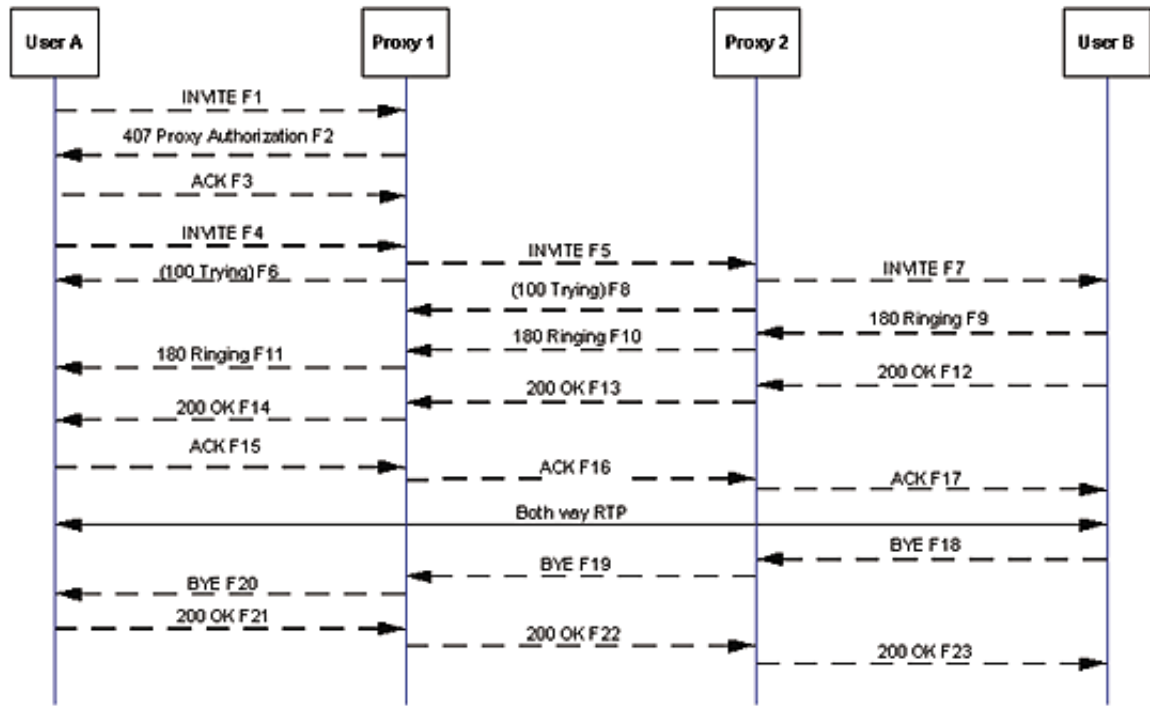 User A
Proxy 1
Proxy 2
User B
INVITE F1
407 Proxy Authorization F2
ACK F3
INVITE F4
INVITE F5
(100 Trying) F6
INVITE F7
(100 Trying) F8
180 Ringing F9
180 Ringing F10
180 Ringing F11
200 OK F12
200 OK F13
200 OK F14
ACK F15
ACK F16
ACK F17
Both way RTP
BYE F18
BYE F19
BYE F20
200 OK F21
200 OK F22
200 OK F23